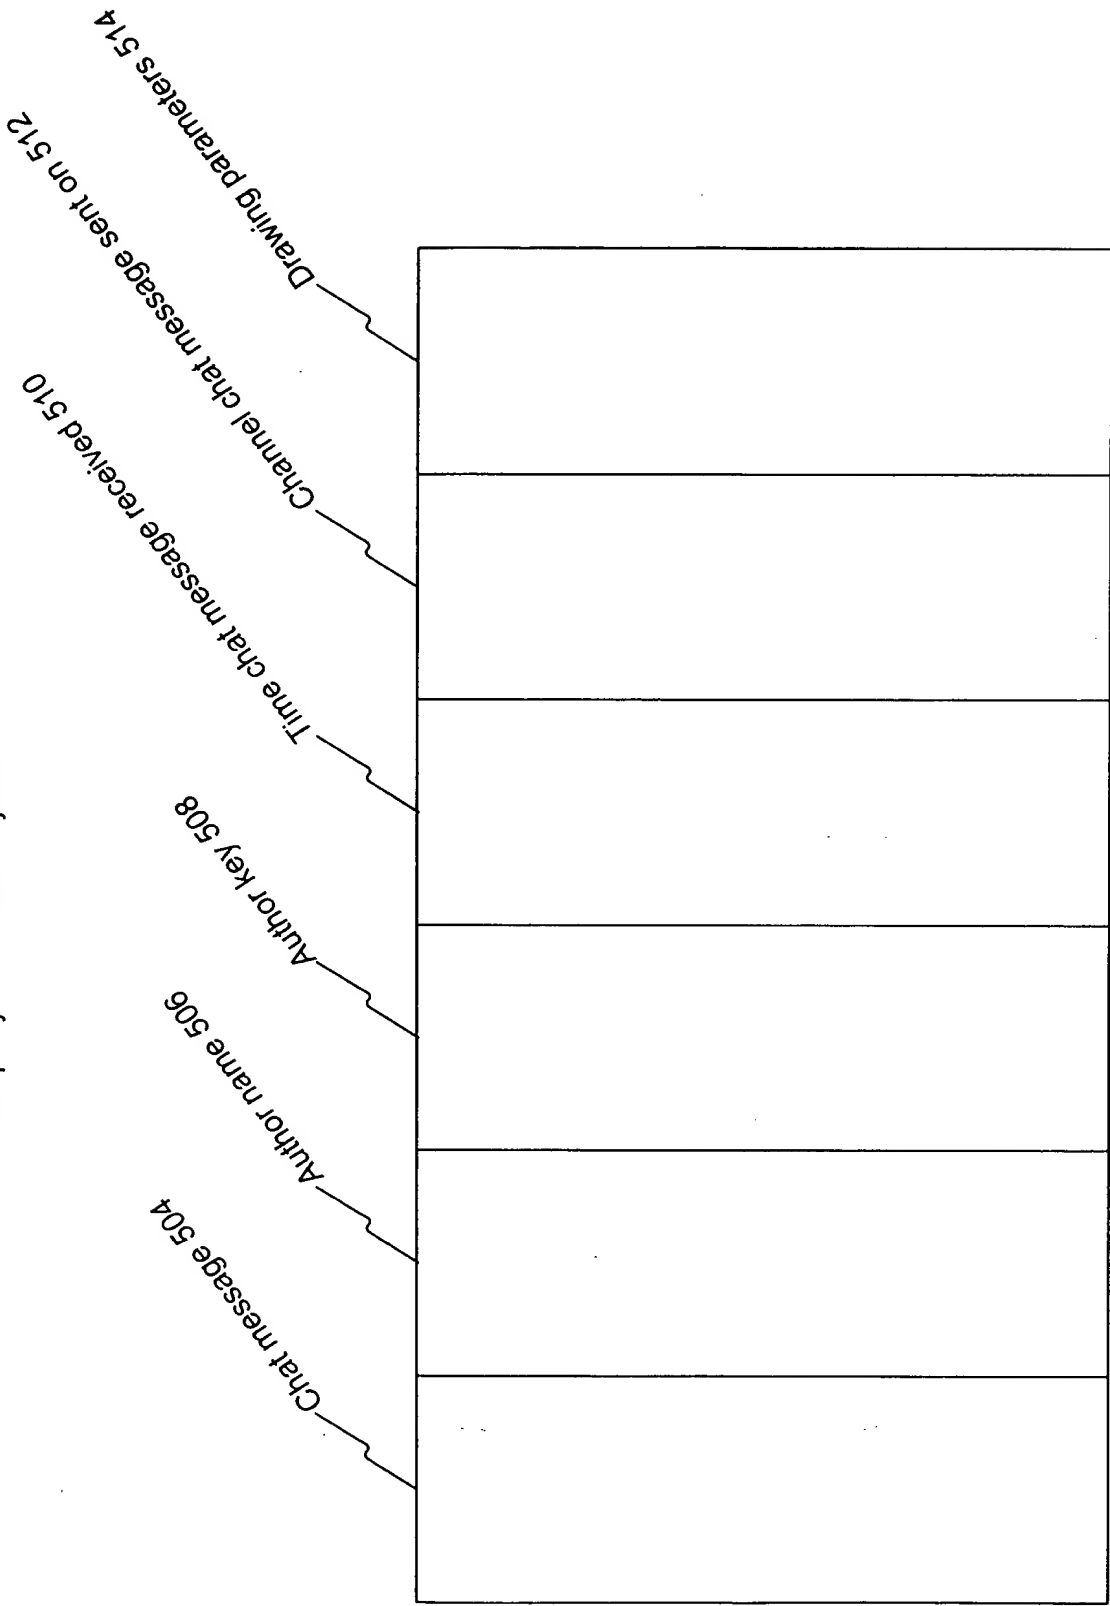 Drawing parameters 514
Channel chat message sent on 512
Time chat message received 510
Author key 508
Author name 506
Chat message 504